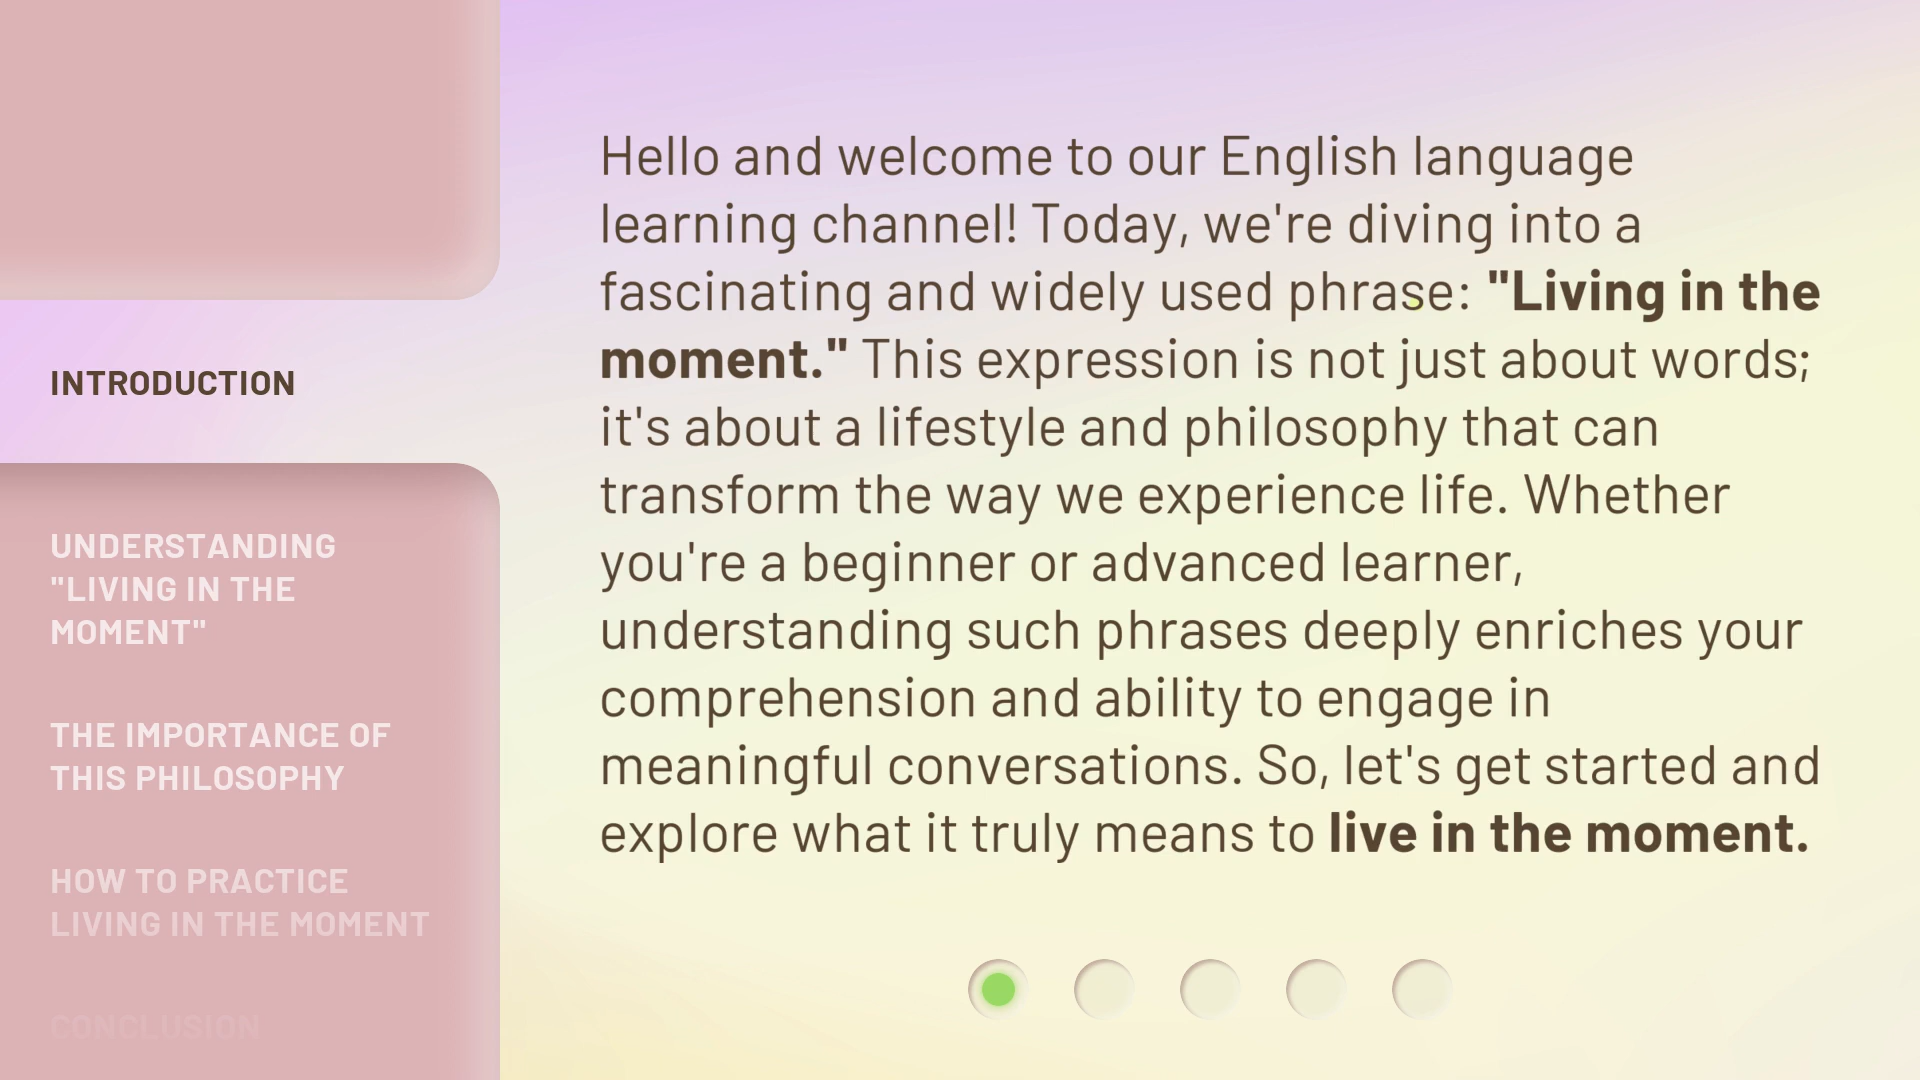 INTRODUCTION
UNDERSTANDING
"LIVING IN THE
MOMENT"
THE IMPORTANCE OF
THIS PHILOSOPHY
HOW TO PRACTICE
LIVING IN THE MOMENT
CONCLUSION
Hello and welcome to our English language
learning channel! Today, we're diving into a
fascinating and widely used phrase: "Living in the
moment." This expression is not just about words;
it's about a lifestyle and philosophy that can
transform the way we experience life. Whether
you're a beginner or advanced learner,
understanding such phrases deeply enriches your
comprehension and ability to engage in
meaningful conversations. So, let's get started and
explore what it truly means to live in the moment.